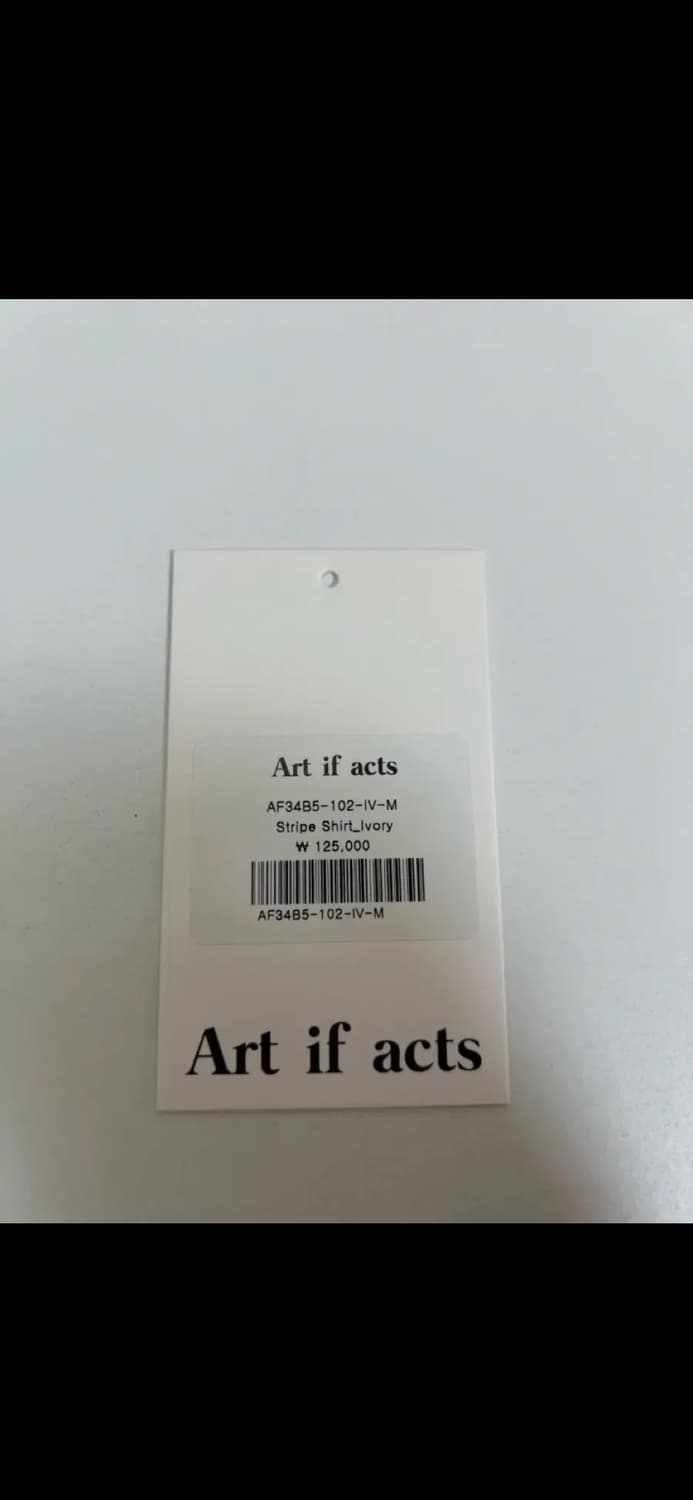 Art if acts
AF34B5-102-IV-M
Stripe Shirt_Ivory
₩ 125,000
AF34B5-102-IV-M
Art if acts